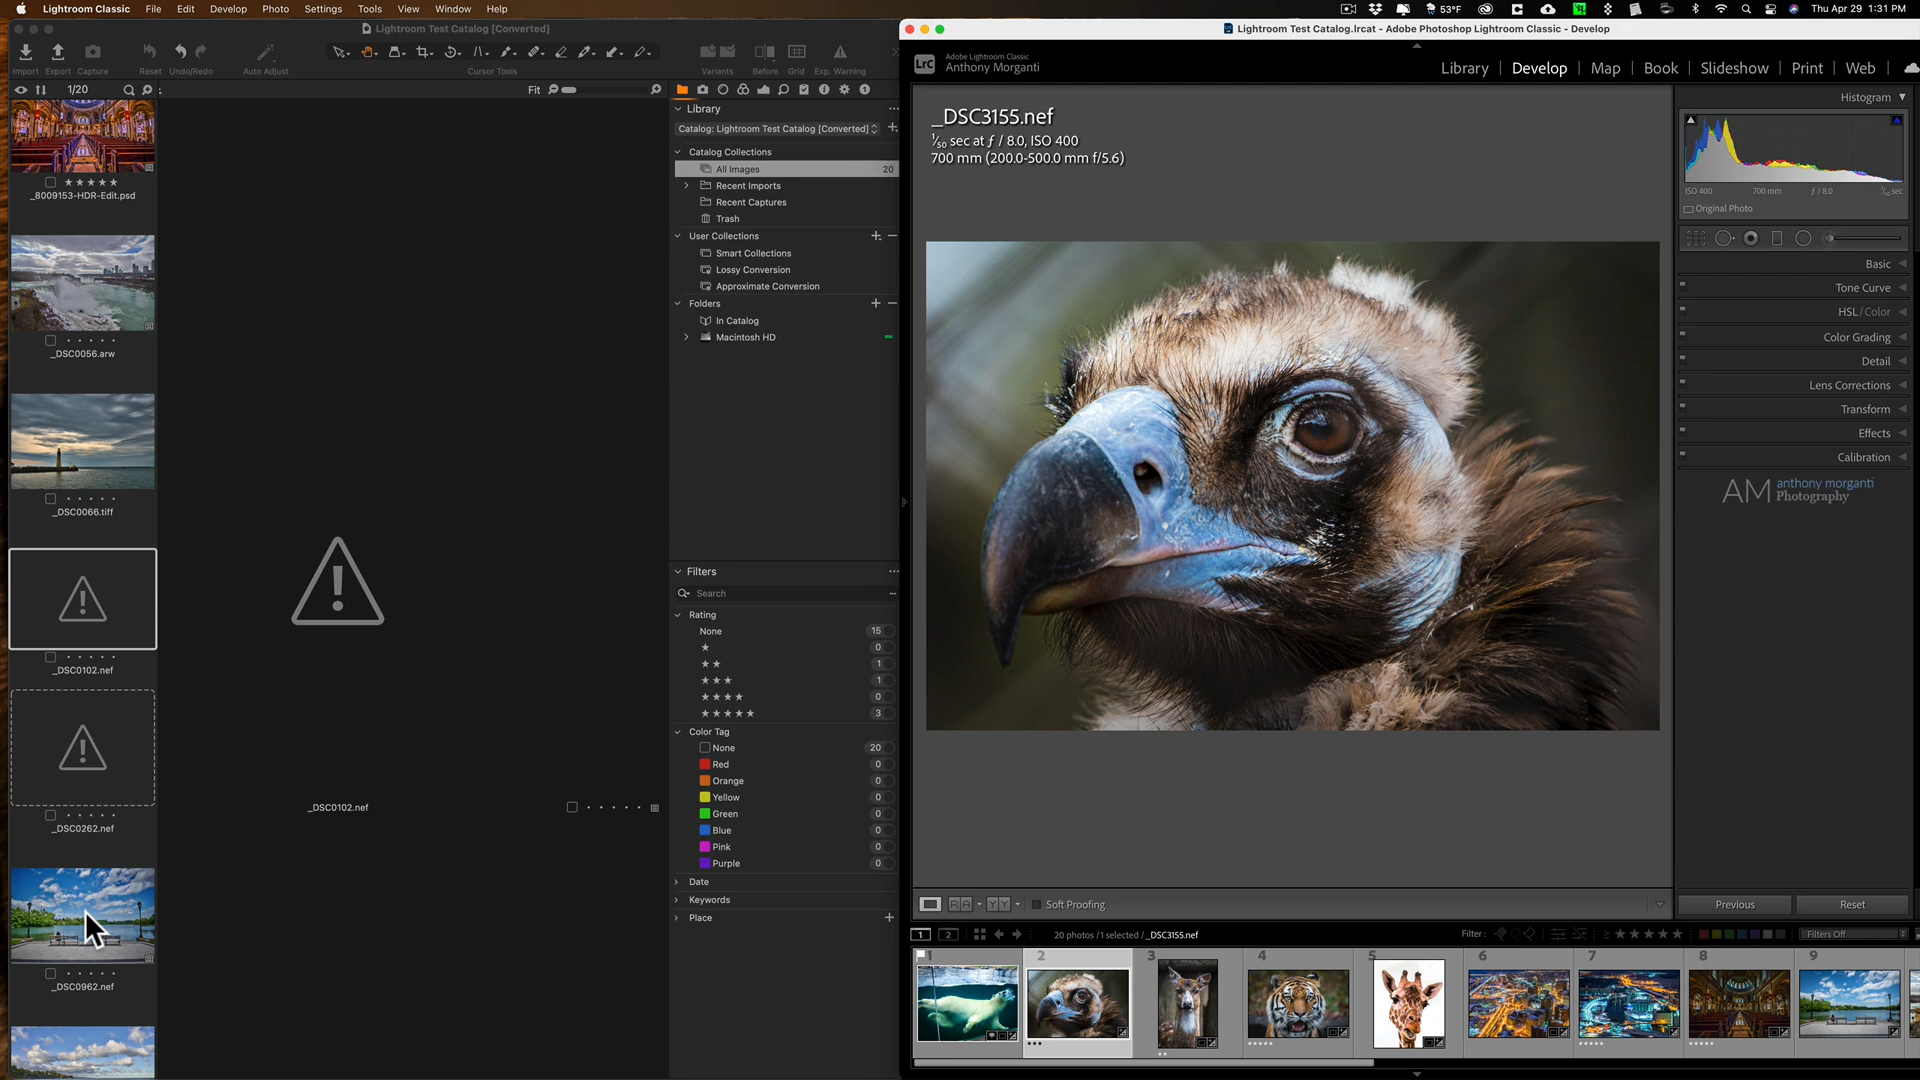 Lightroom Classic File Edit Develop Photo Settings Tools View Window Help
53°F Thu Apr 29 1:31 PM
Lightroom Test Catalog [Converted]
Import Export Capture Reset Undo/Redo Auto Adjust Cursor Tools Variants Before Grid Exp. Warning
1/20
Fit
_8009153-HDR-Edit.psd
_DSC0056.arw
_DSC0066.tiff
_DSC0102.nef
_DSC0262.nef
_DSC0962.nef
_DSC0102.nef
Library
Catalog: Lightroom Test Catalog [Converted]
Catalog Collections
All Images 20
Recent Imports
Recent Captures
Trash
User Collections
Smart Collections
Lossy Conversion
Approximate Conversion
Folders
In Catalog
Macintosh HD
Filters
Search
Rating
None 15
★ 0
★ ★ 1
★ ★ ★ 1
★ ★ ★ ★ 0
★ ★ ★ ★ ★ 3
Color Tag
None 20
Red 0
Orange 0
Yellow 0
Green 0
Blue 0
Pink 0
Purple 0
Date
Keywords
Place
Lightroom Test Catalog.lrcat - Adobe Photoshop Lightroom Classic - Develop
Lrc
Adobe Lightroom Classic
Anthony Morganti
Library | Develop | Map | Book | Slideshow | Print | Web
_DSC3155.nef
1/50 sec at ƒ / 8.0, ISO 400
700 mm (200.0-500.0 mm f/5.6)
Histogram
ISO 400 700 mm ƒ / 8.0 1/50 sec
Original Photo
Basic
Tone Curve
HSL / Color
Color Grading
Detail
Lens Corrections
Transform
Effects
Calibration
AM anthony morganti
Photography
R A Y Y Soft Proofing
Previous Reset
1 2 20 photos / 1 selected / _DSC3155.nef Filter : Filters Off
1 2 3 4 5 6 7 8 9